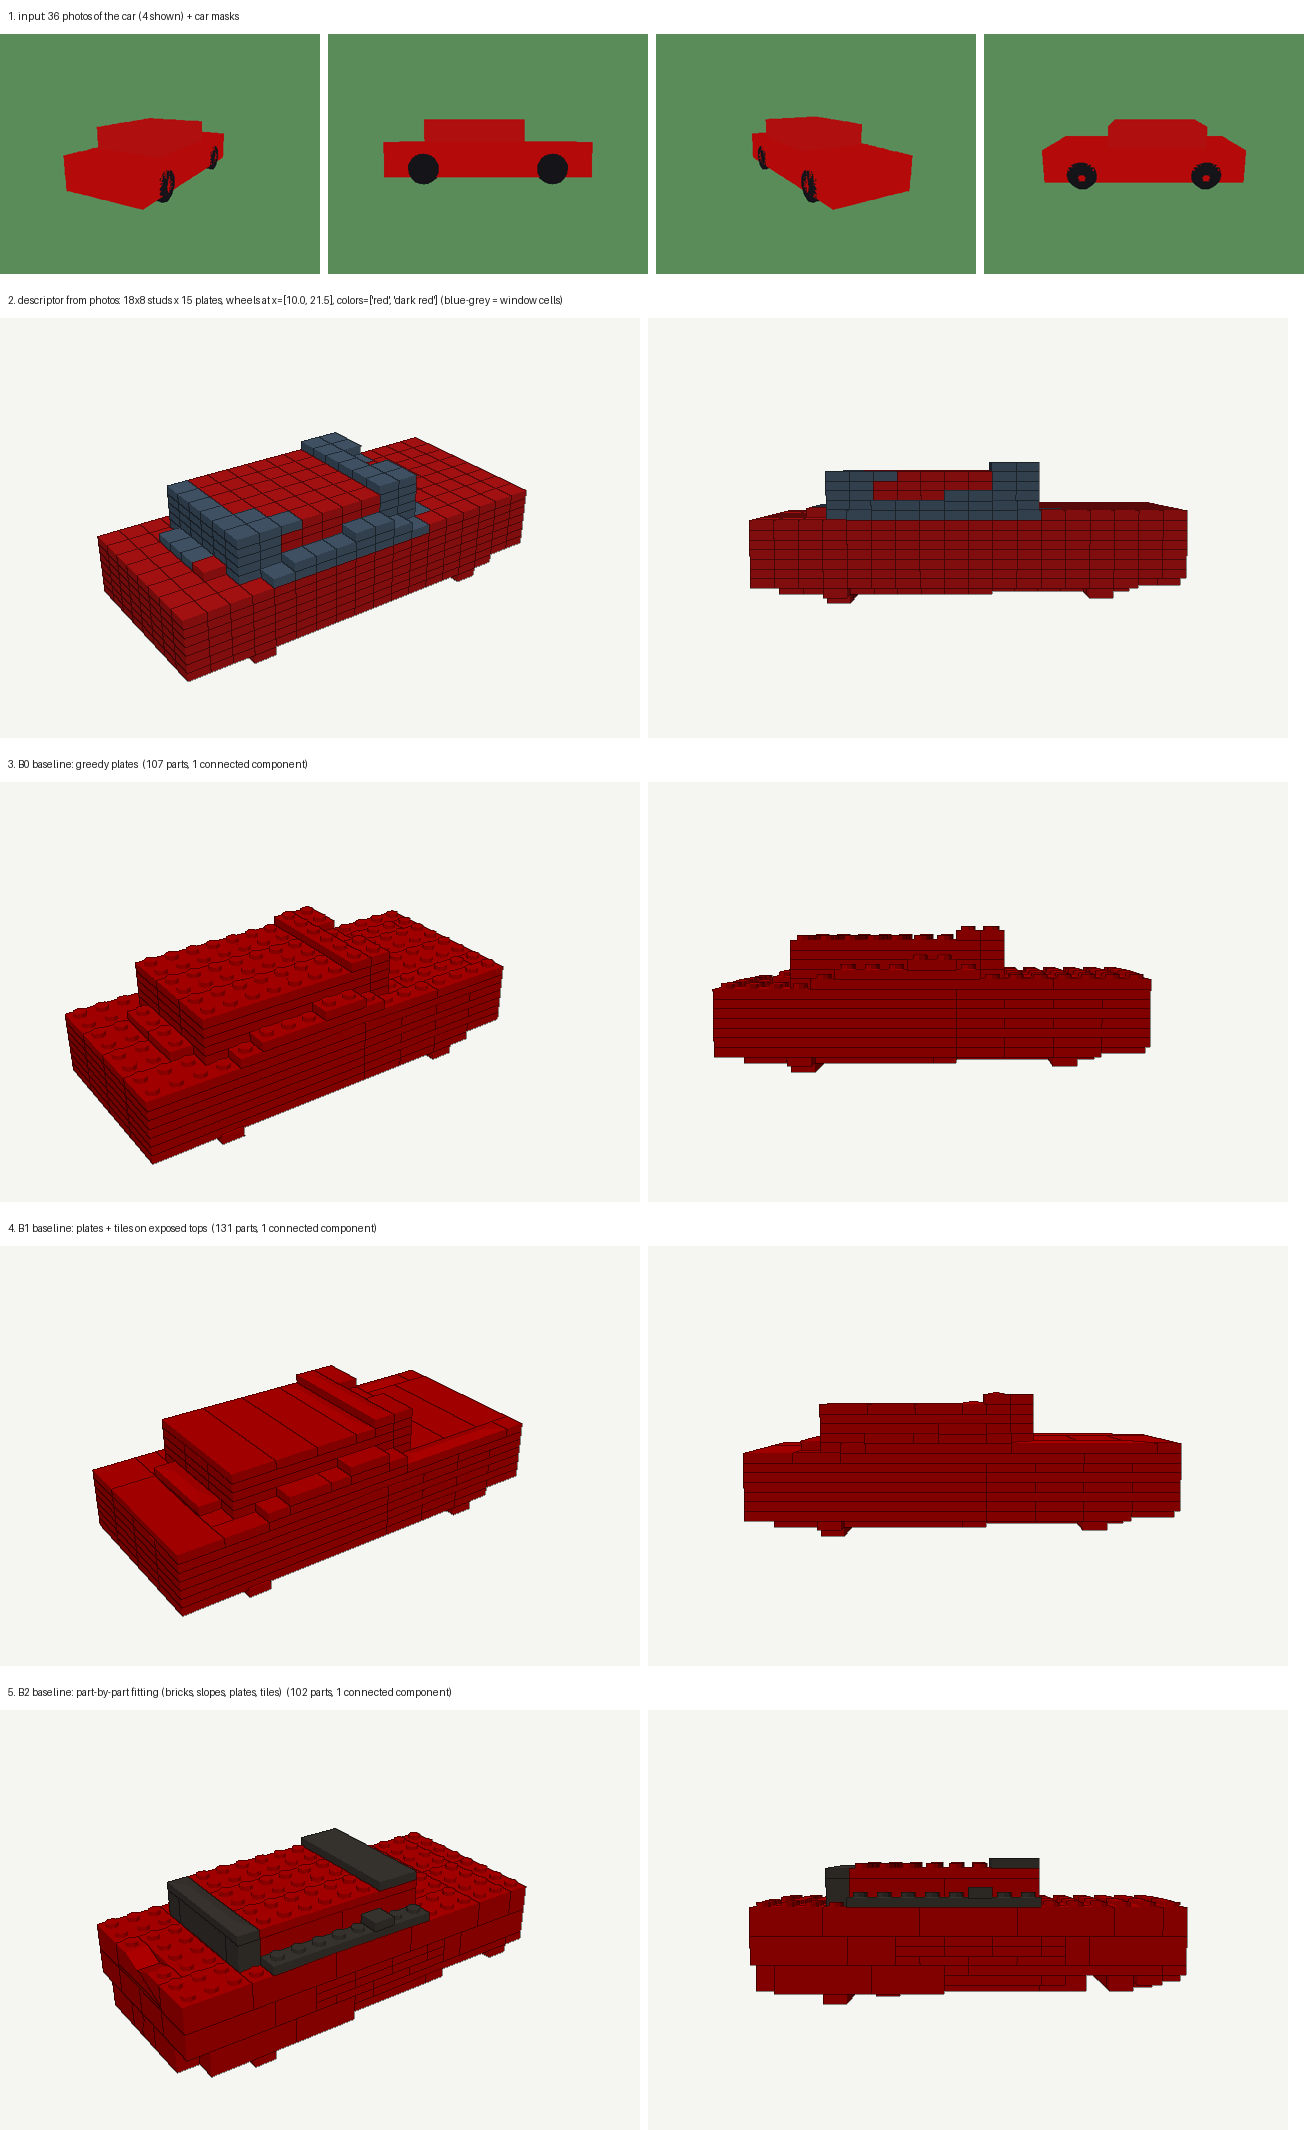 1. input: 36 photos of the car (4 shown) + car masks
2. descriptor from photos: 18x8 studs x 15 plates, wheels at x=[10.0, 21.5], colors=['red', 'dark red'] (blue-grey = window cells)
3. B0 baseline: greedy plates (107 parts, 1 connected component)
4. B1 baseline: plates + tiles on exposed tops (131 parts, 1 connected component)
5. B2 baseline: part-by-part fitting (bricks, slopes, plates, tiles) (102 parts, 1 connected component)